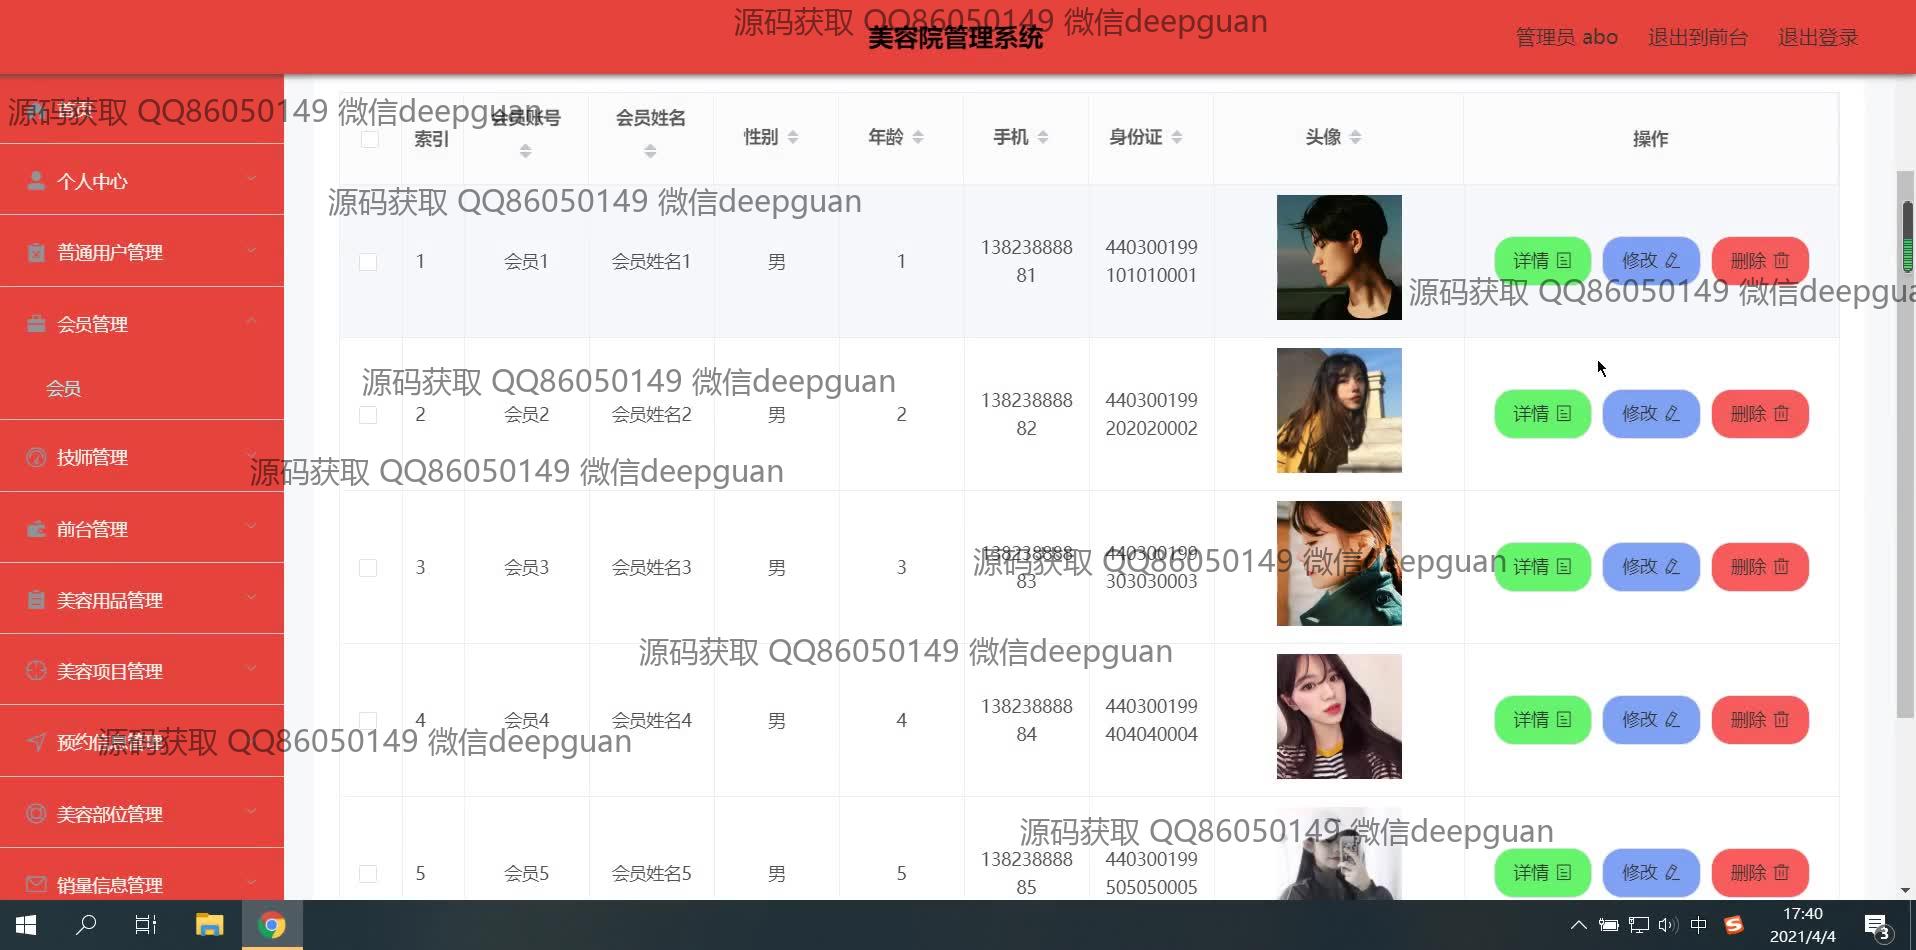 源码获取 QQ86050149 微信deepguan
美容院管理系统
管理员 abo
退出到前台
退出登录
源码获取 QQ86050149 微信deepguan
首页
个人中心
普通用户管理
会员管理
会员
技师管理
前台管理
美容用品管理
美容项目管理
预约信息管理
美容部位管理
销量信息管理
索引 会员账号 会员姓名 性别 年龄 手机 身份证 头像 操作
源码获取 QQ86050149 微信deepguan
1 会员1 会员姓名1 男 1 13823888881 440300199101010001 详情 修改 删除
源码获取 QQ86050149 微信deepgua
源码获取 QQ86050149 微信deepguan
2 会员2 会员姓名2 男 2 13823888882 440300199202020002 详情 修改 删除
源码获取 QQ86050149 微信deepguan
3 会员3 会员姓名3 男 3 13823888883 440300199303030003 详情 修改 删除
源码获取 QQ86050149 微信deepguan
源码获取 QQ86050149 微信deepguan
4 会员4 会员姓名4 男 4 13823888884 440300199404040004 详情 修改 删除
源码获取 QQ86050149 微信deepguan
源码获取 QQ86050149 微信deepguan
5 会员5 会员姓名5 男 5 13823888885 440300199505050005 详情 修改 删除
中
17:40
2021/4/4
3